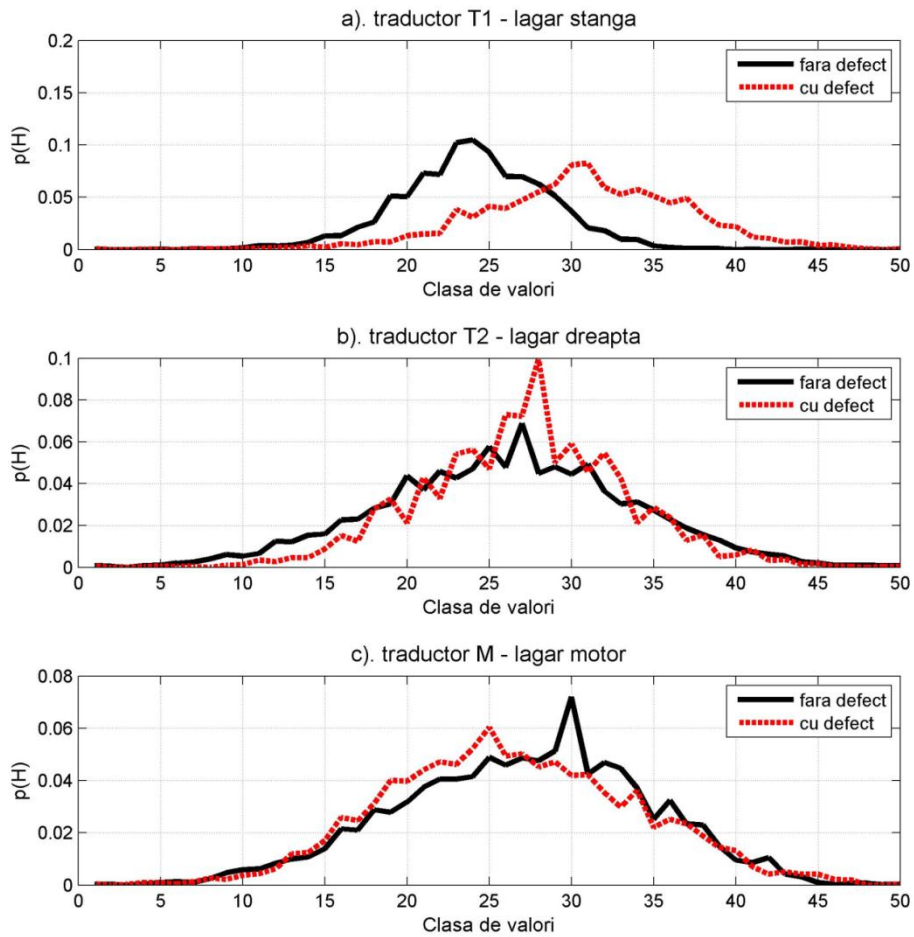 a). traductor T1 - lagar stanga
0.2
0.15
0.1
0.05
0
p(H)
fara defect
cu defect
0 5 10 15 20 25 30 35 40 45 50
Clasa de valori
b). traductor T2 - lagar dreapta
0.1
0.08
0.06
0.04
0.02
0
p(H)
fara defect
cu defect
0 5 10 15 20 25 30 35 40 45 50
Clasa de valori
c). traductor M - lagar motor
0.08
0.06
0.04
0.02
0
p(H)
fara defect
cu defect
0 5 10 15 20 25 30 35 40 45 50
Clasa de valori